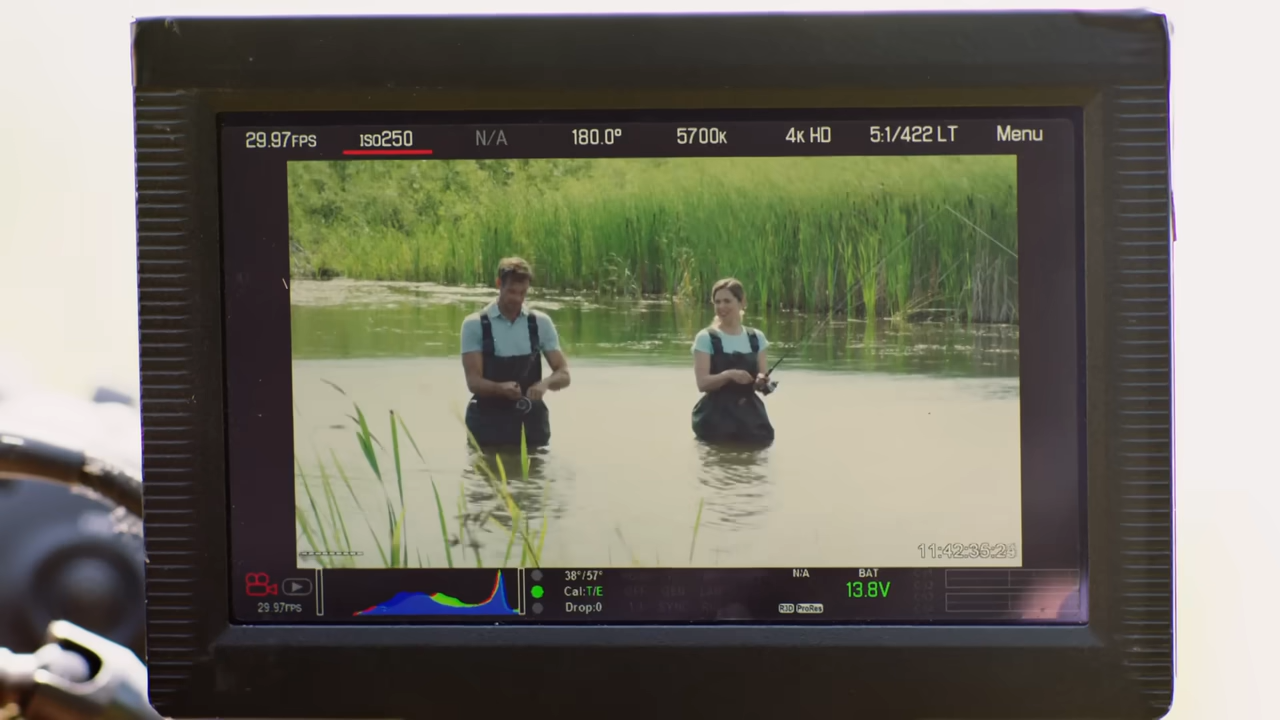 29.97FPS ISO250 N/A 180.0° 5700K 4K HD 5:1/422 LT Menu
11:42:35:24
29.97FPS
38°/57°
Cal:T/E
Drop:0
N/A
R3D ProRes
BAT
13.8V